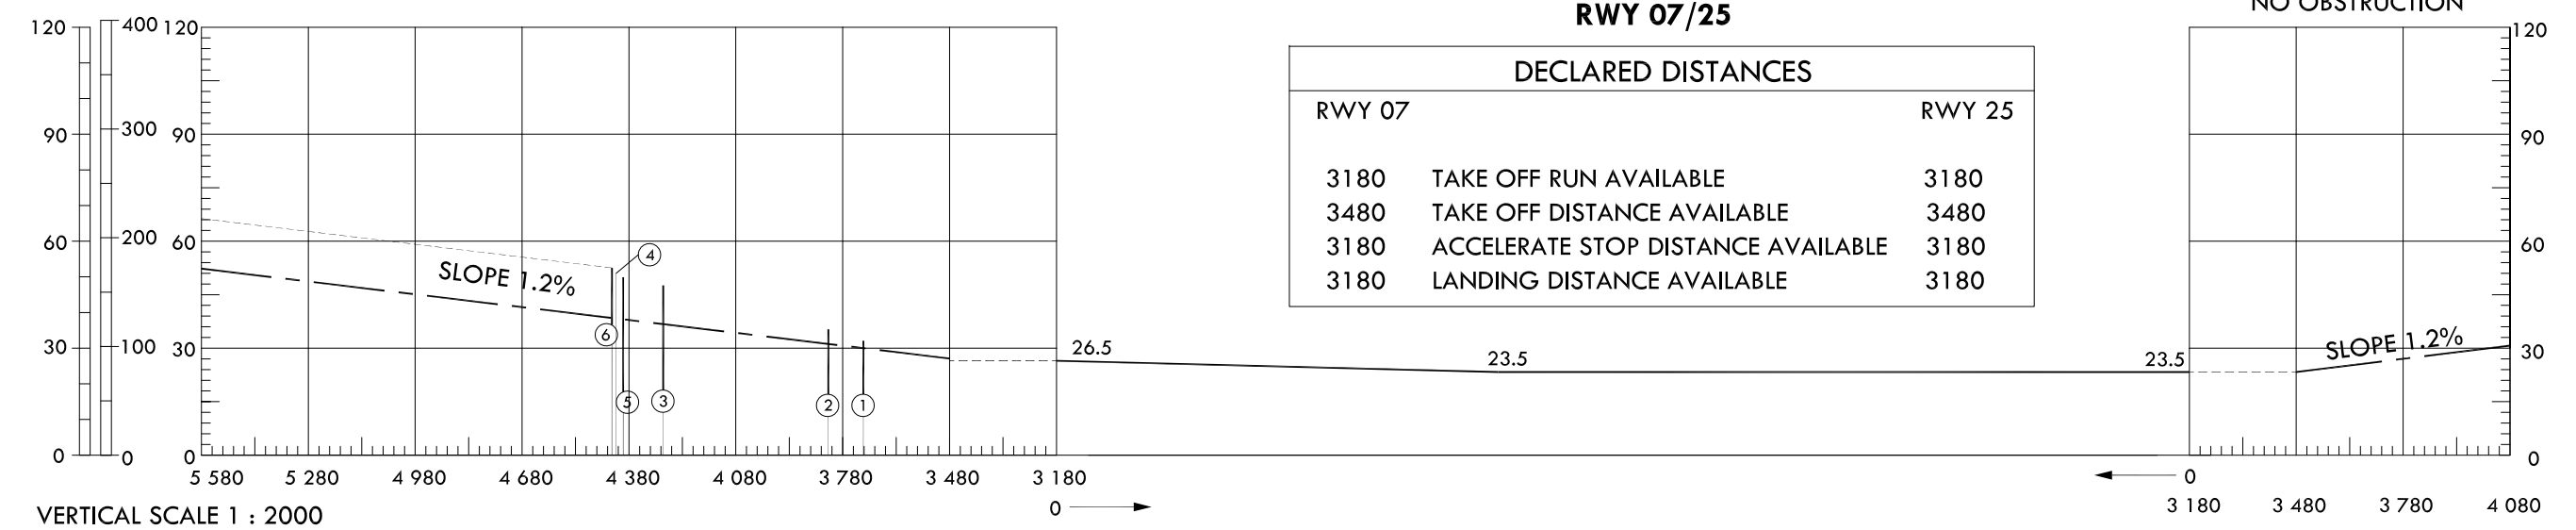 RWY 07/25
NO OBSTRUCTION
DECLARED DISTANCES
RWY 07 RWY 25
3180 TAKE OFF RUN AVAILABLE 3180
3480 TAKE OFF DISTANCE AVAILABLE 3480
3180 ACCELERATE STOP DISTANCE AVAILABLE 3180
3180 LANDING DISTANCE AVAILABLE 3180
120 400 120
90 300 90
60 200 60
30 100 30
0 0 0
SLOPE 1.2%
4
6
5
3
2
1
26.5
23.5
23.5
SLOPE 1.2%
120
90
60
30
0
5 580 5 280 4 980 4 680 4 380 4 080 3 780 3 480 3 180
0
0
3 180 3 480 3 780 4 080
VERTICAL SCALE 1 : 2000